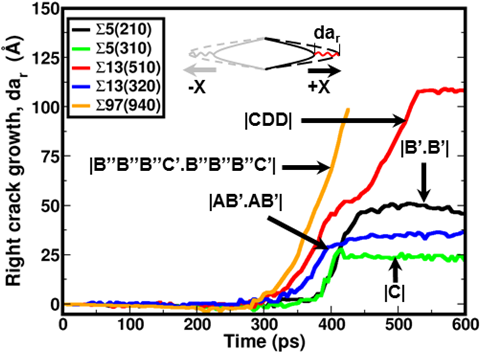 Σ5(210)
Σ5(310)
Σ13(510)
Σ13(320)
Σ97(940)
da_r
-X
+X
|CDD|
|B'.B'|
|B''B''B''C'.B''B''B''C'|
|AB'.AB'|
|C|
Right crack growth, da_r (Å)
150
125
100
75
50
25
0
0
100
200
300
400
500
600
Time (ps)